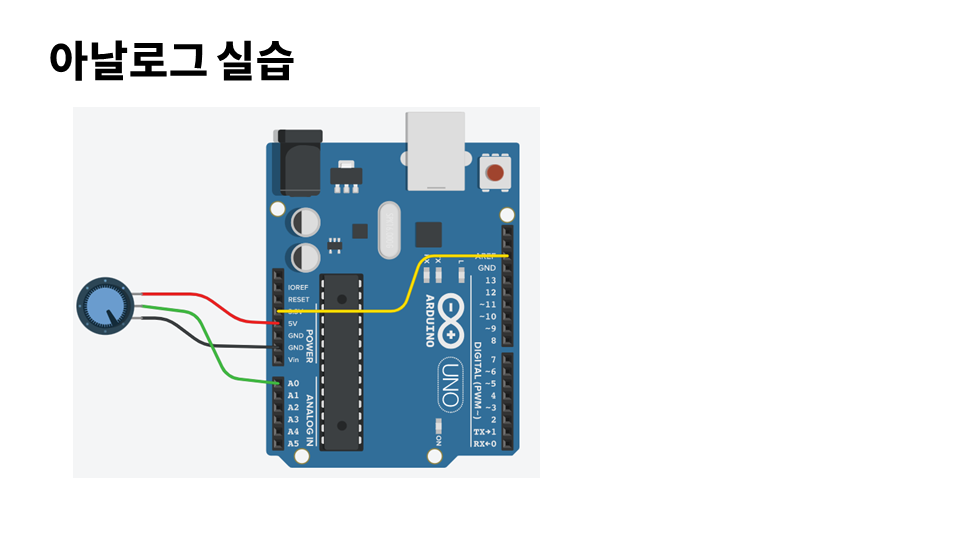 아날로그 실습
AREF
GND
IOREF
RESET
3.3V
5V
GND
GND
Vin
POWER
A0
A1
A2
A3
A4
A5
ANALOG IN
L
ARDUINO
UNO
ON
13
12
~11
~10
~9
8
7
~6
~5
4
~3
2
TX→1
RX←0
DIGITAL (PWM~)